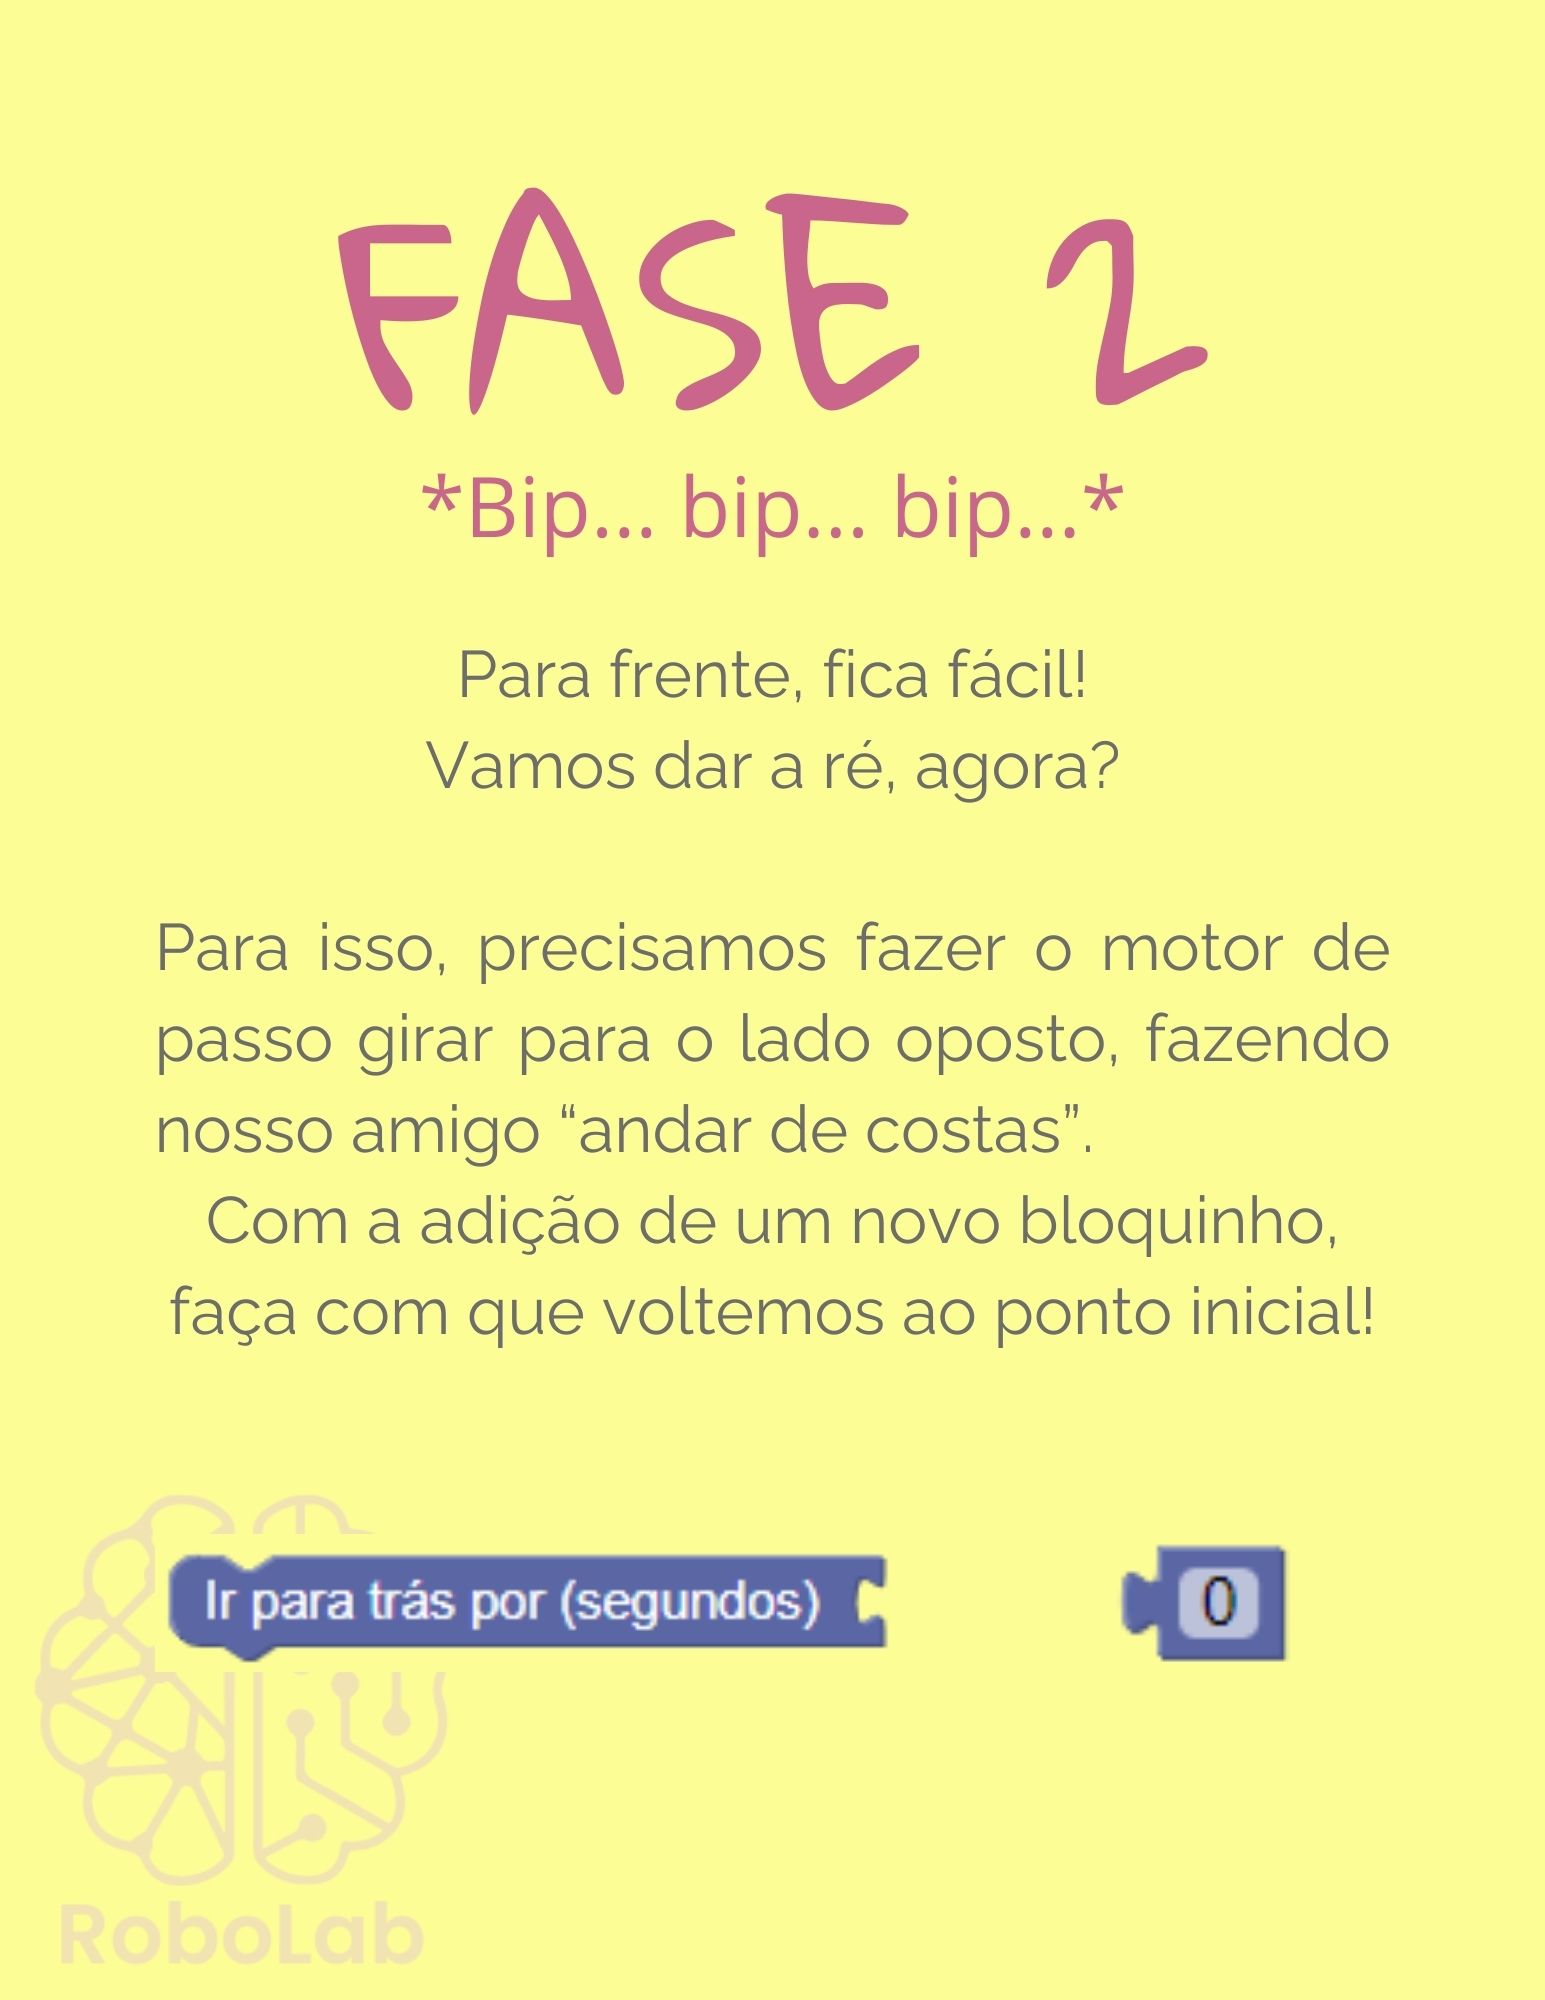 FASE 2
*Bip... bip... bip...*
Para frente, fica fácil!
Vamos dar a ré, agora?
Para isso, precisamos fazer o motor de
passo girar para o lado oposto, fazendo
nosso amigo “andar de costas”.
Com a adição de um novo bloquinho,
faça com que voltemos ao ponto inicial!
Ir para trás por (segundos) 0
RoboLab